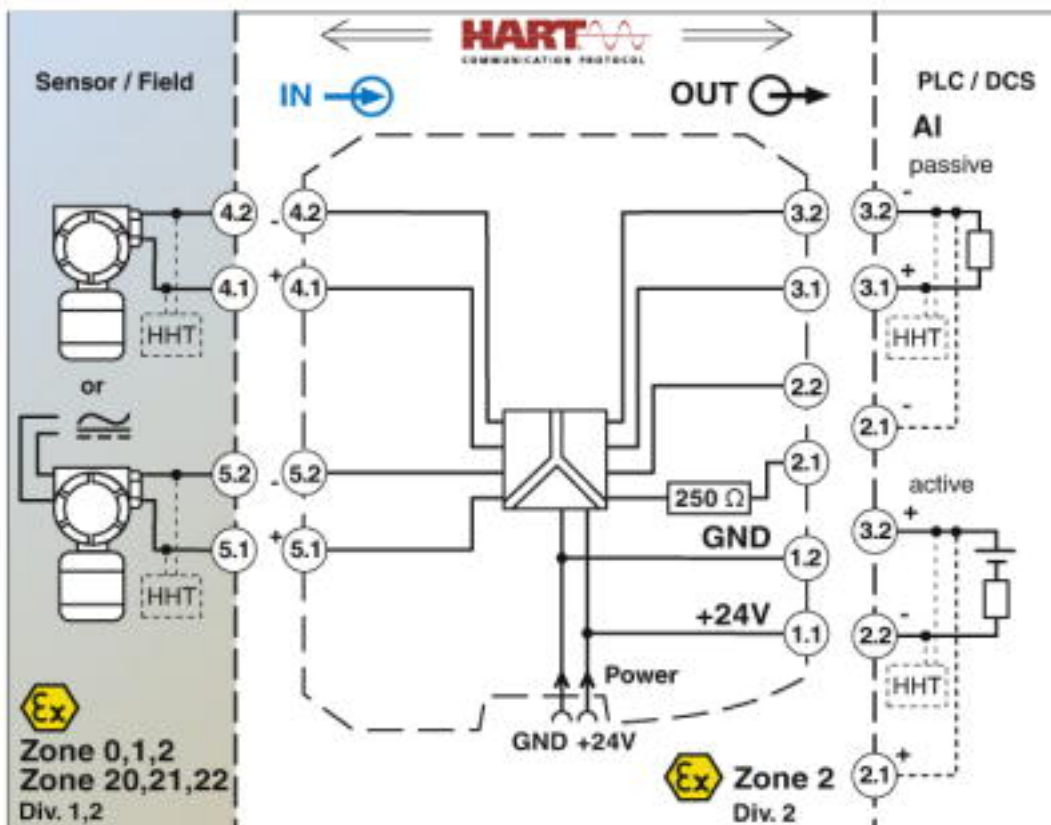 HART
COMMUNICATION PROTOCOL
Sensor / Field
IN
OUT
PLC / DCS
AI
passive
4.2
-
4.2
3.2
3.2
-
4.1
+
4.1
3.1
3.1
+
HHT
HHT
or
2.2
2.1
-
5.2
-
5.2
2.1
250 Ω
active
5.1
+
5.1
GND
1.2
3.2
+
HHT
+24V
1.1
2.2
-
Power
HHT
GND +24V
Ex
Zone 0,1,2
Zone 20,21,22
Div. 1,2
Ex
Zone 2
Div. 2
2.1
+